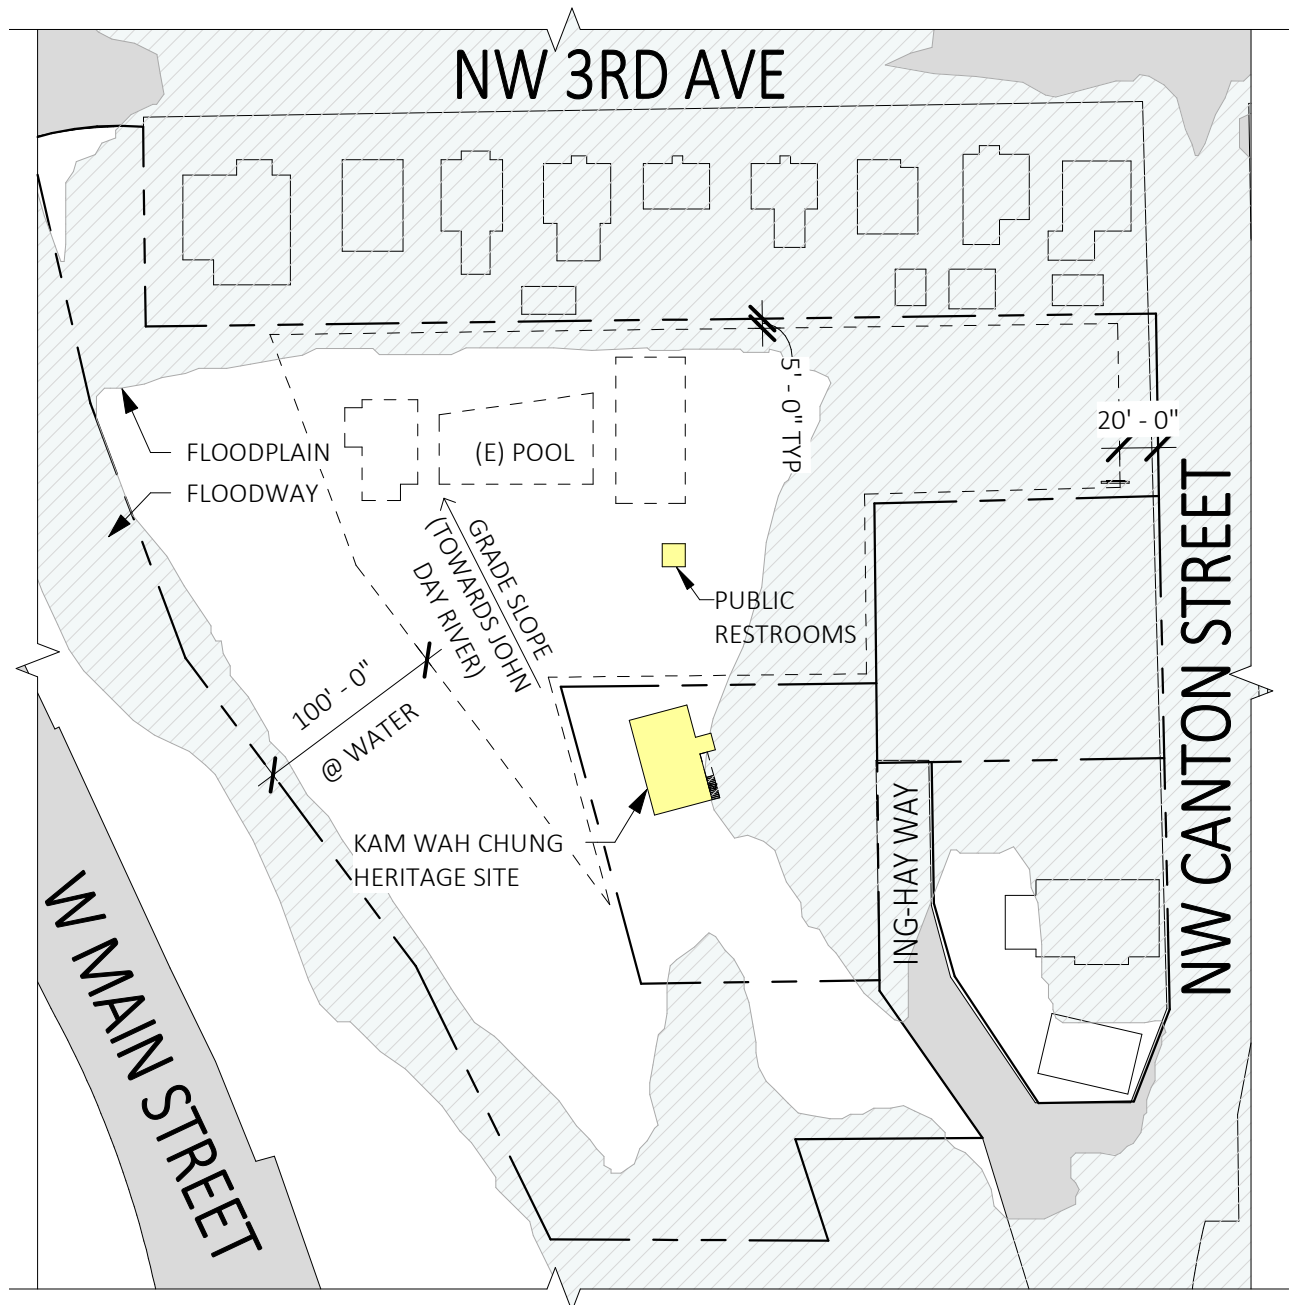 NW 3RD AVE
5' - 0" TYP
20' - 0"
FLOODPLAIN
(E) POOL
FLOODWAY
GRADE SLOPE
(TOWARDS JOHN
DAY RIVER)
PUBLIC
RESTROOMS
NW CANTON STREET
100' - 0"
@ WATER
KAM WAH CHUNG
HERITAGE SITE
ING-HAY WAY
W MAIN STREET